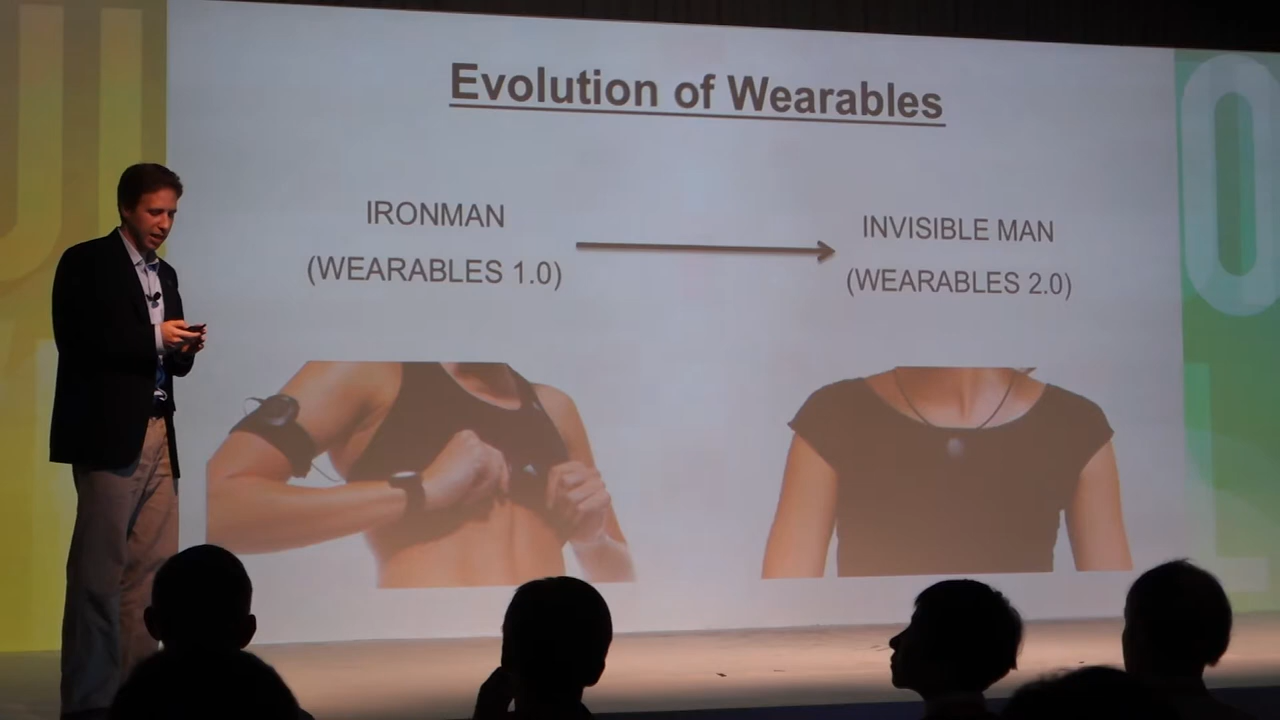 Evolution of Wearables
IRONMAN
(WEARABLES 1.0)
INVISIBLE MAN
(WEARABLES 2.0)